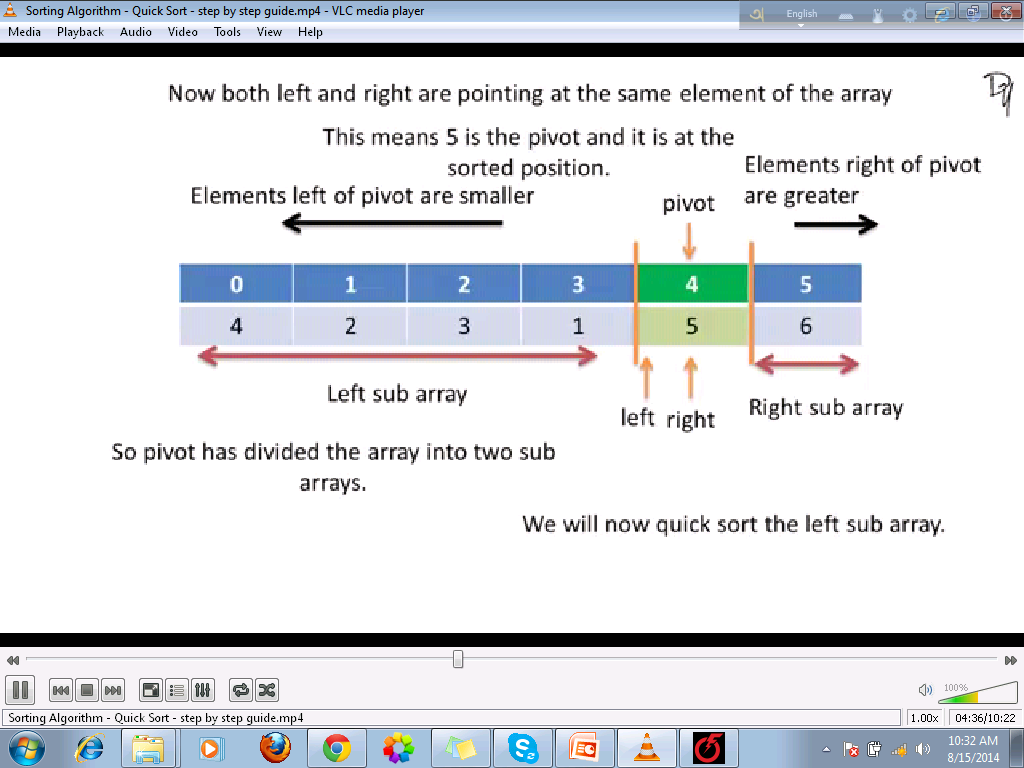 Sorting Algorithm - Quick Sort - step by step guide.mp4 - VLC media player
English
Media Playback Audio Video Tools View Help
Now both left and right are pointing at the same element of the array
This means 5 is the pivot and it is at the
sorted position.
Elements right of pivot
are greater
Elements left of pivot are smaller
pivot
0 1 2 3 4 5
4 2 3 1 5 6
Left sub array
left right
Right sub array
So pivot has divided the array into two sub
arrays.
We will now quick sort the left sub array.
100%
Sorting Algorithm - Quick Sort - step by step guide.mp4
1.00x
04:36/10:22
10:32 AM
8/15/2014